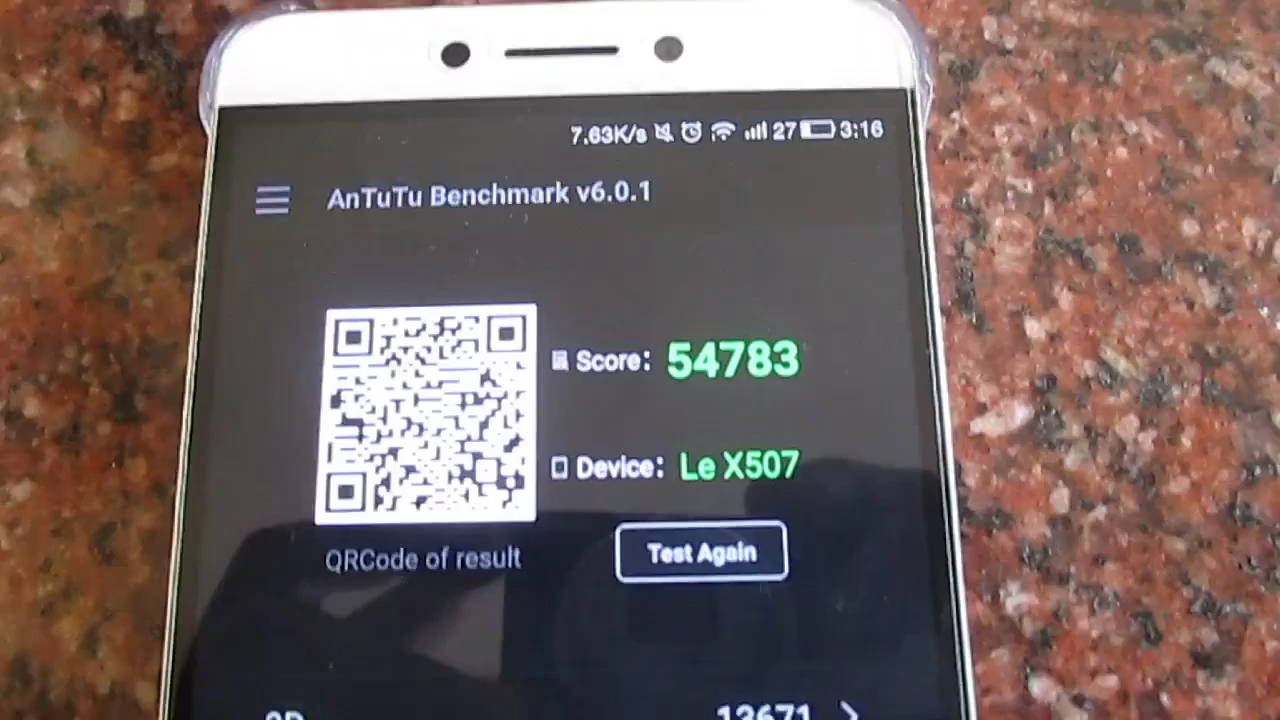 7.63K/s 27 3:16
AnTuTu Benchmark v6.0.1
Score: 54783
Device: Le X507
QRCode of result
Test Again
13671